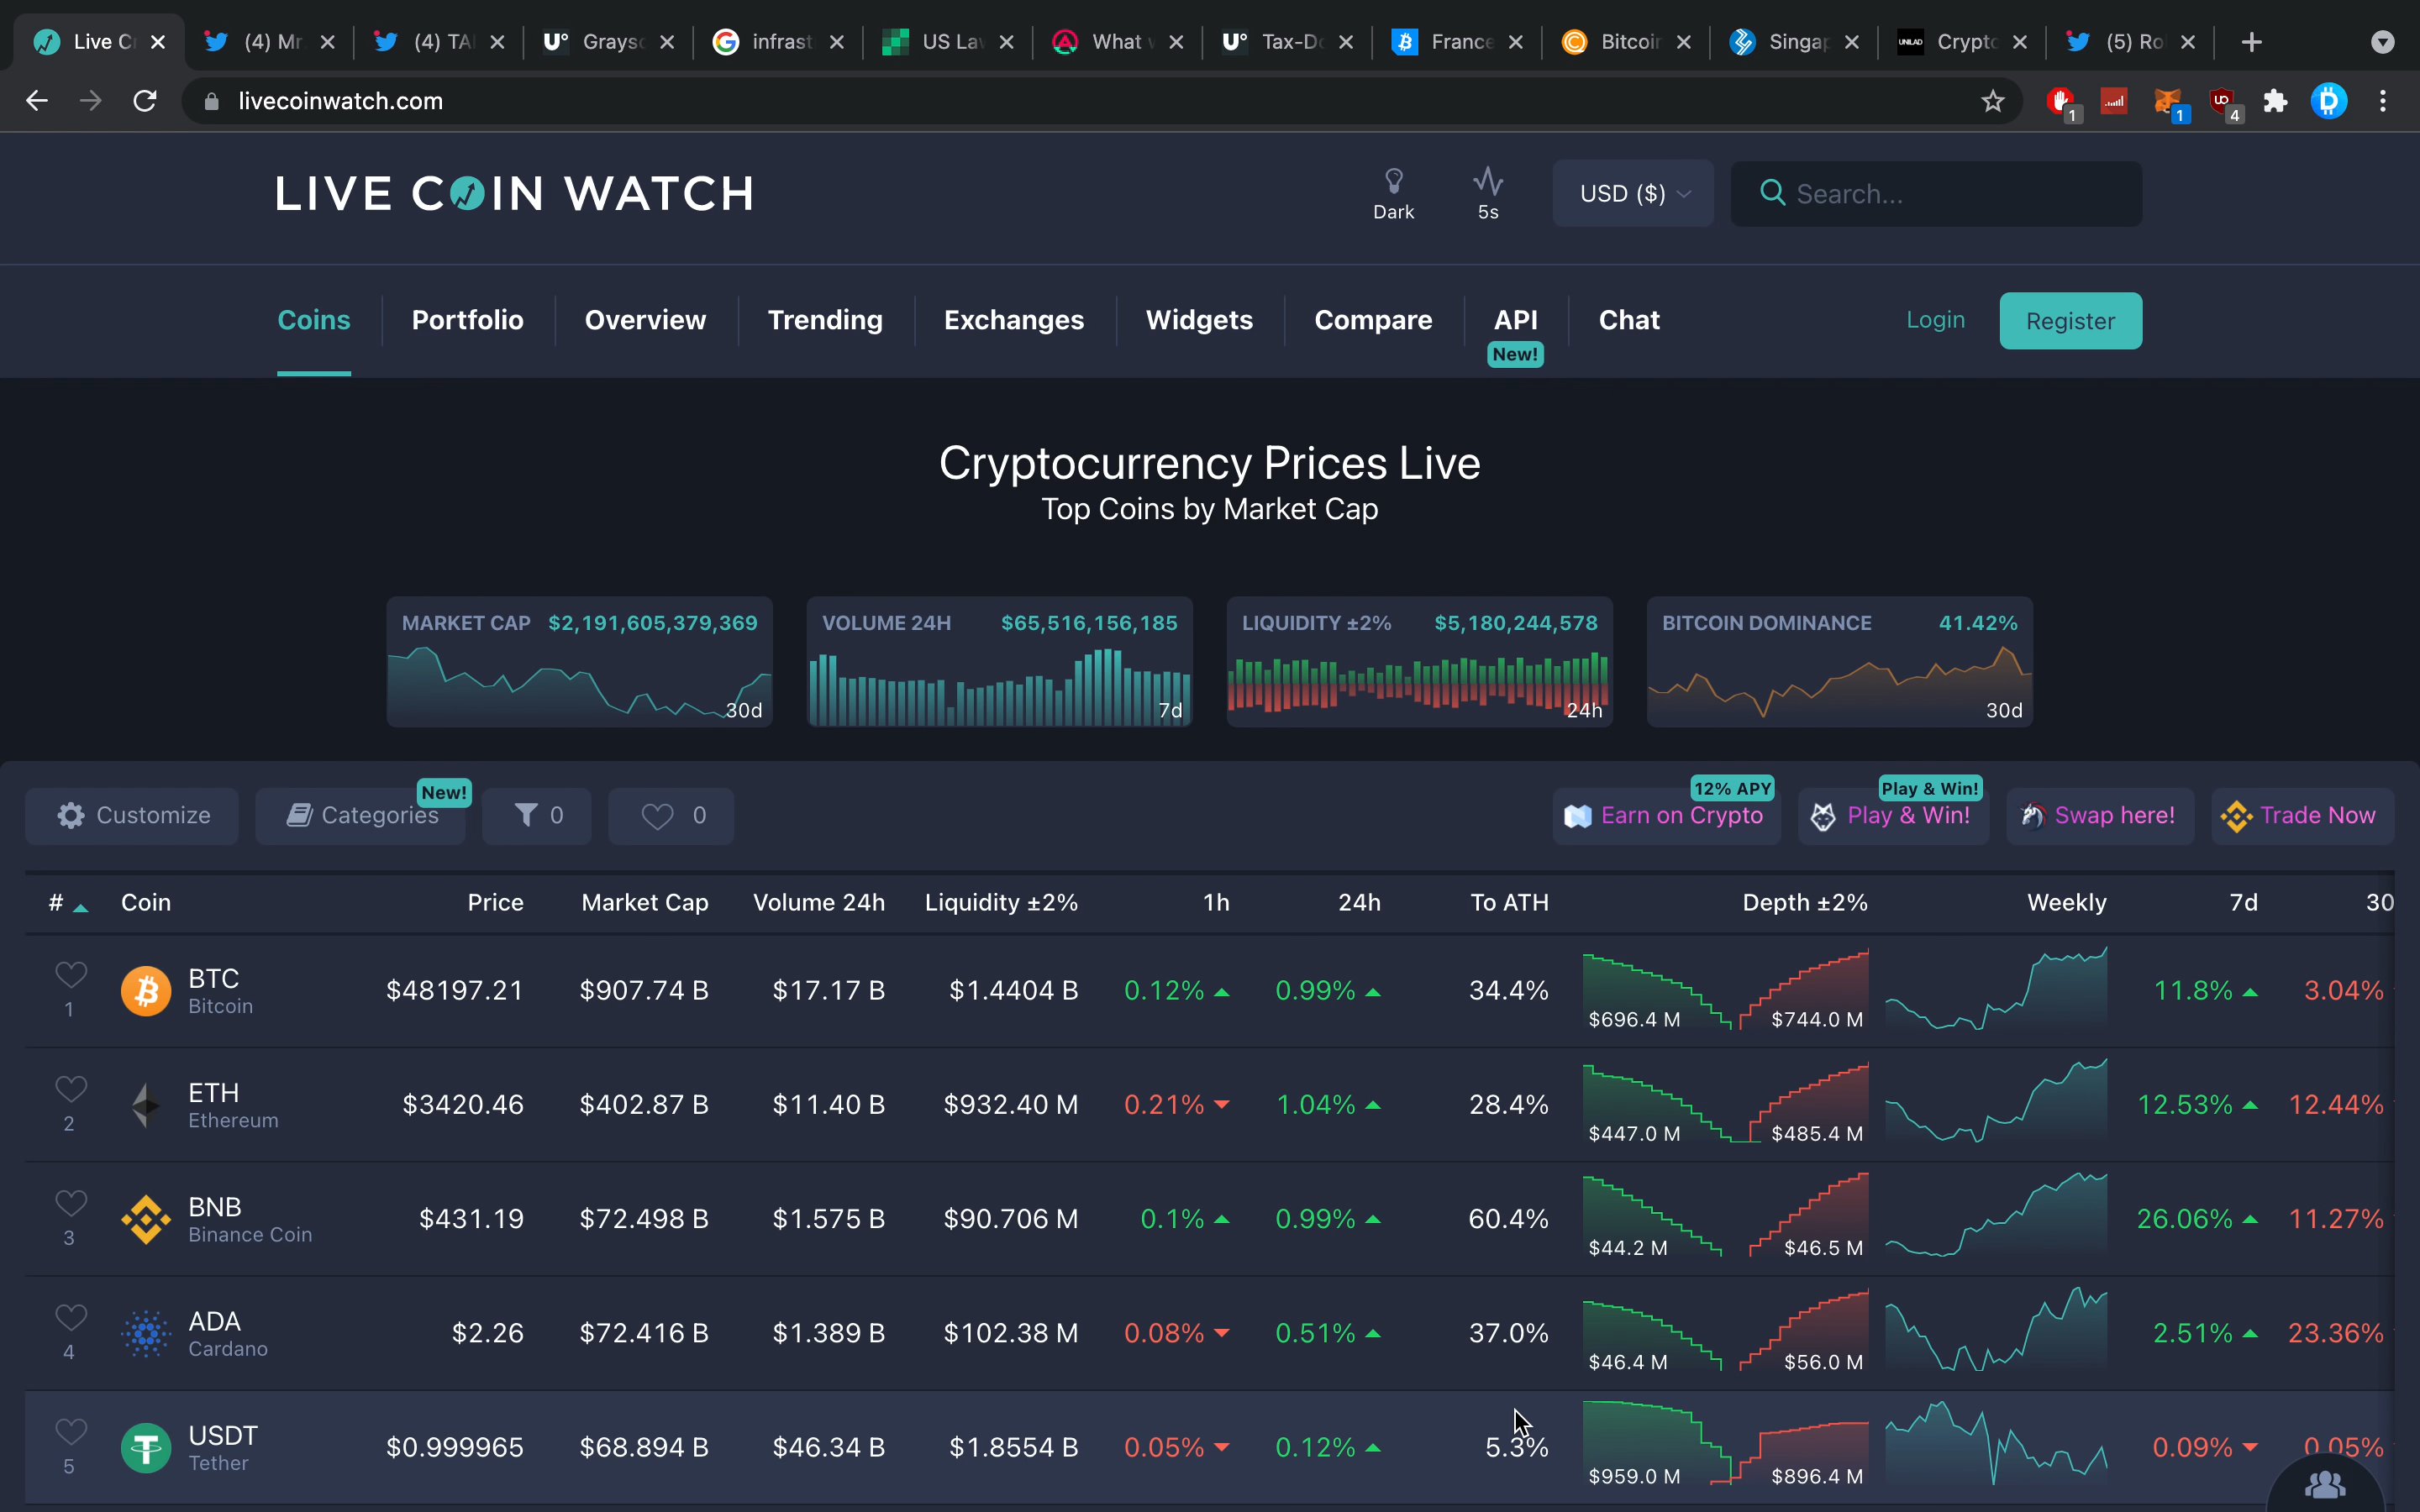 Live C (4) Mr (4) TA Graysc infrast US La What Tax-D France Bitcoin Singap Crypto (5) Ro
livecoinwatch.com
1 1 4
LIVE COIN WATCH
Dark 5s USD ($) Search...
Coins Portfolio Overview Trending Exchanges Widgets Compare API Chat Login Register
New!
Cryptocurrency Prices Live
Top Coins by Market Cap
MARKET CAP $2,191,605,379,369 VOLUME 24H $65,516,156,185 LIQUIDITY ±2% $5,180,244,578 BITCOIN DOMINANCE 41.42%
30d 7d 24h 30d
New! 12% APY Play & Win!
Customize Categories 0 0 Earn on Crypto Play & Win! Swap here! Trade Now
# Coin Price Market Cap Volume 24h Liquidity ±2% 1h 24h To ATH Depth ±2% Weekly 7d 30
1 BTC Bitcoin $48197.21 $907.74 B $17.17 B $1.4404 B 0.12% 0.99% 34.4% $696.4 M $744.0 M 11.8% 3.04%
2 ETH Ethereum $3420.46 $402.87 B $11.40 B $932.40 M 0.21% 1.04% 28.4% $447.0 M $485.4 M 12.53% 12.44%
3 BNB Binance Coin $431.19 $72.498 B $1.575 B $90.706 M 0.1% 0.99% 60.4% $44.2 M $46.5 M 26.06% 11.27%
4 ADA Cardano $2.26 $72.416 B $1.389 B $102.38 M 0.08% 0.51% 37.0% $46.4 M $56.0 M 2.51% 23.36%
5 USDT Tether $0.999965 $68.894 B $46.34 B $1.8554 B 0.05% 0.12% 5.3% $959.0 M $896.4 M 0.09% 0.05%